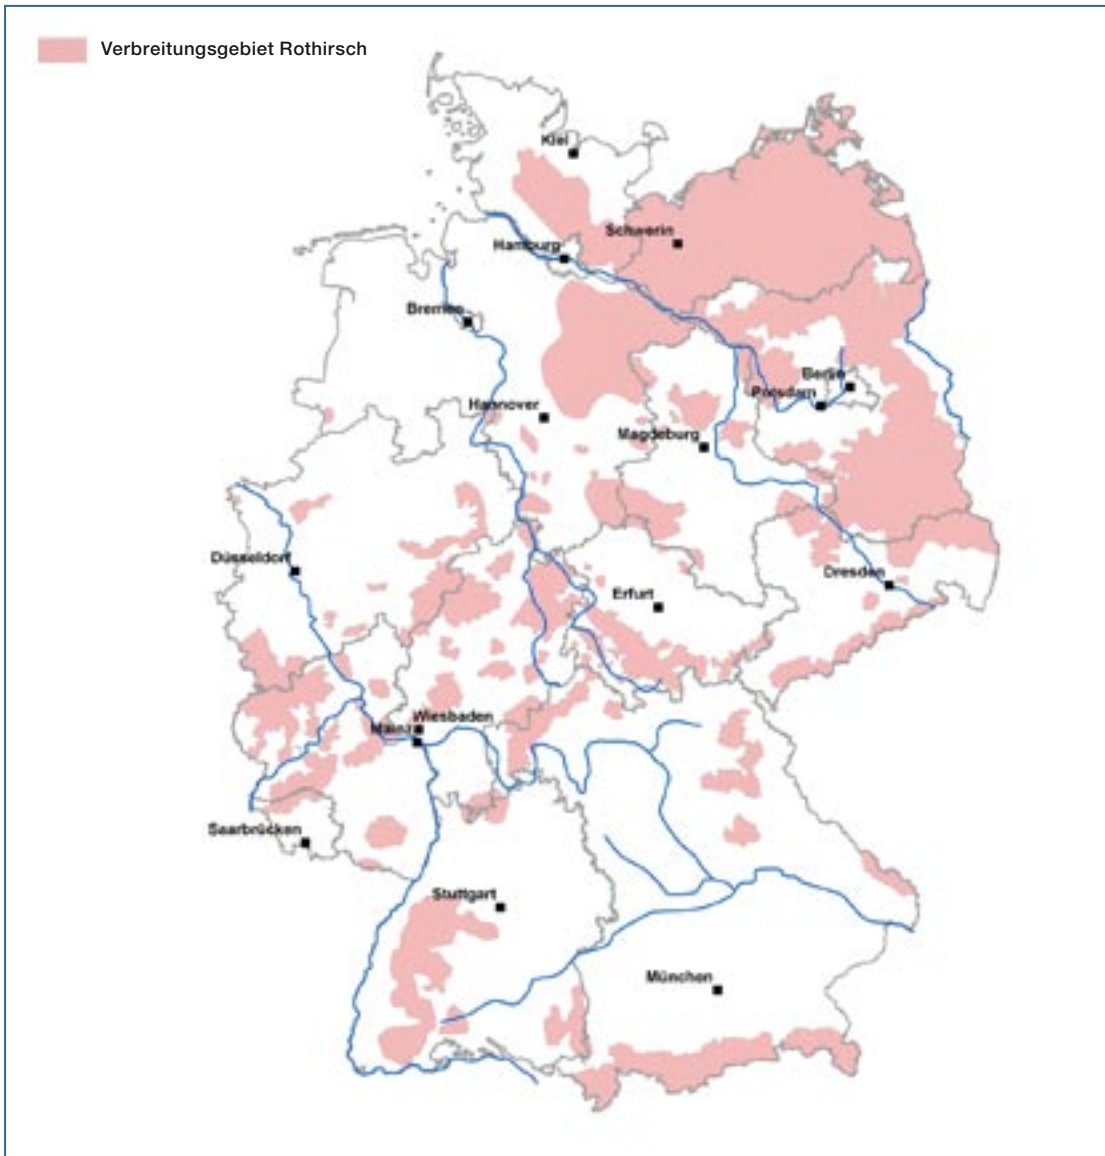 Verbreitungsgebiet Rothirsch
Kiel
Schwerin
Hamburg
Bremen
Berlin
Potsdam
Hannover
Magdeburg
Düsseldorf
Dresden
Erfurt
Wiesbaden
Mainz
Saarbrücken
Stuttgart
München